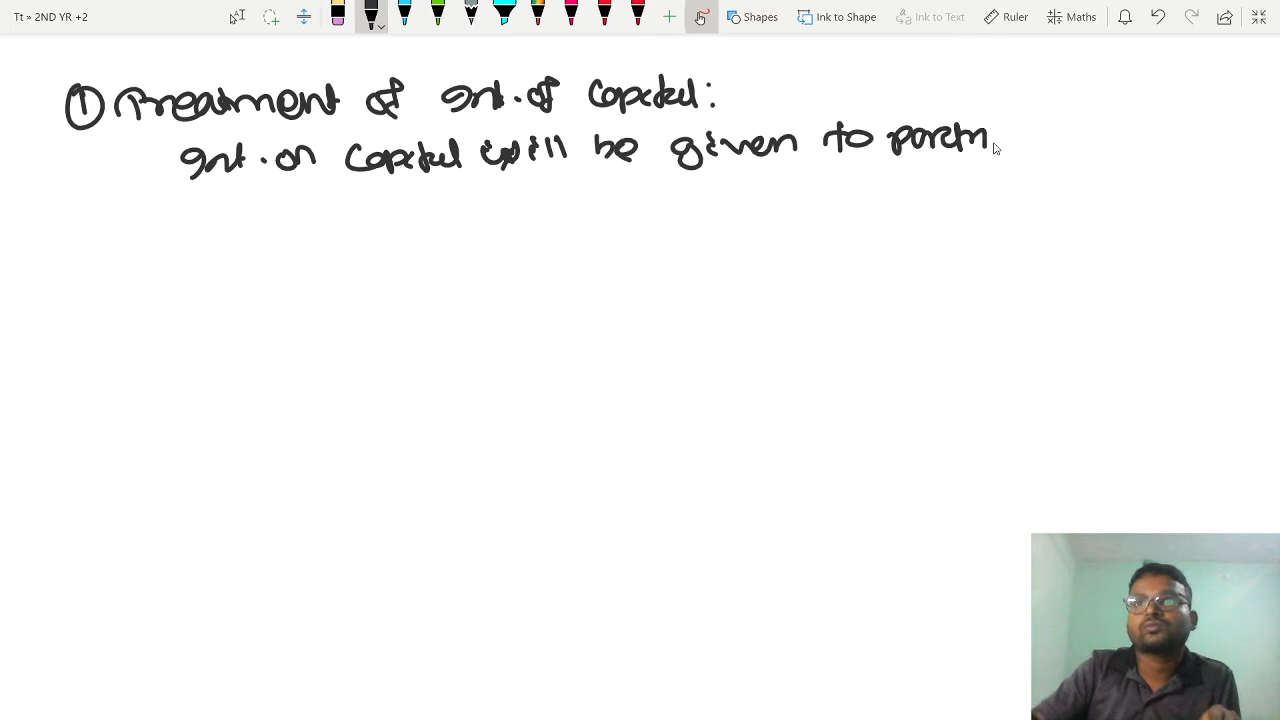 Tt » 2ND YR +2 Shapes Ink to Shape Ink to Text Ruler Maths
① Treatment of Int. of Capital:
Int. on Capital will be given to partn